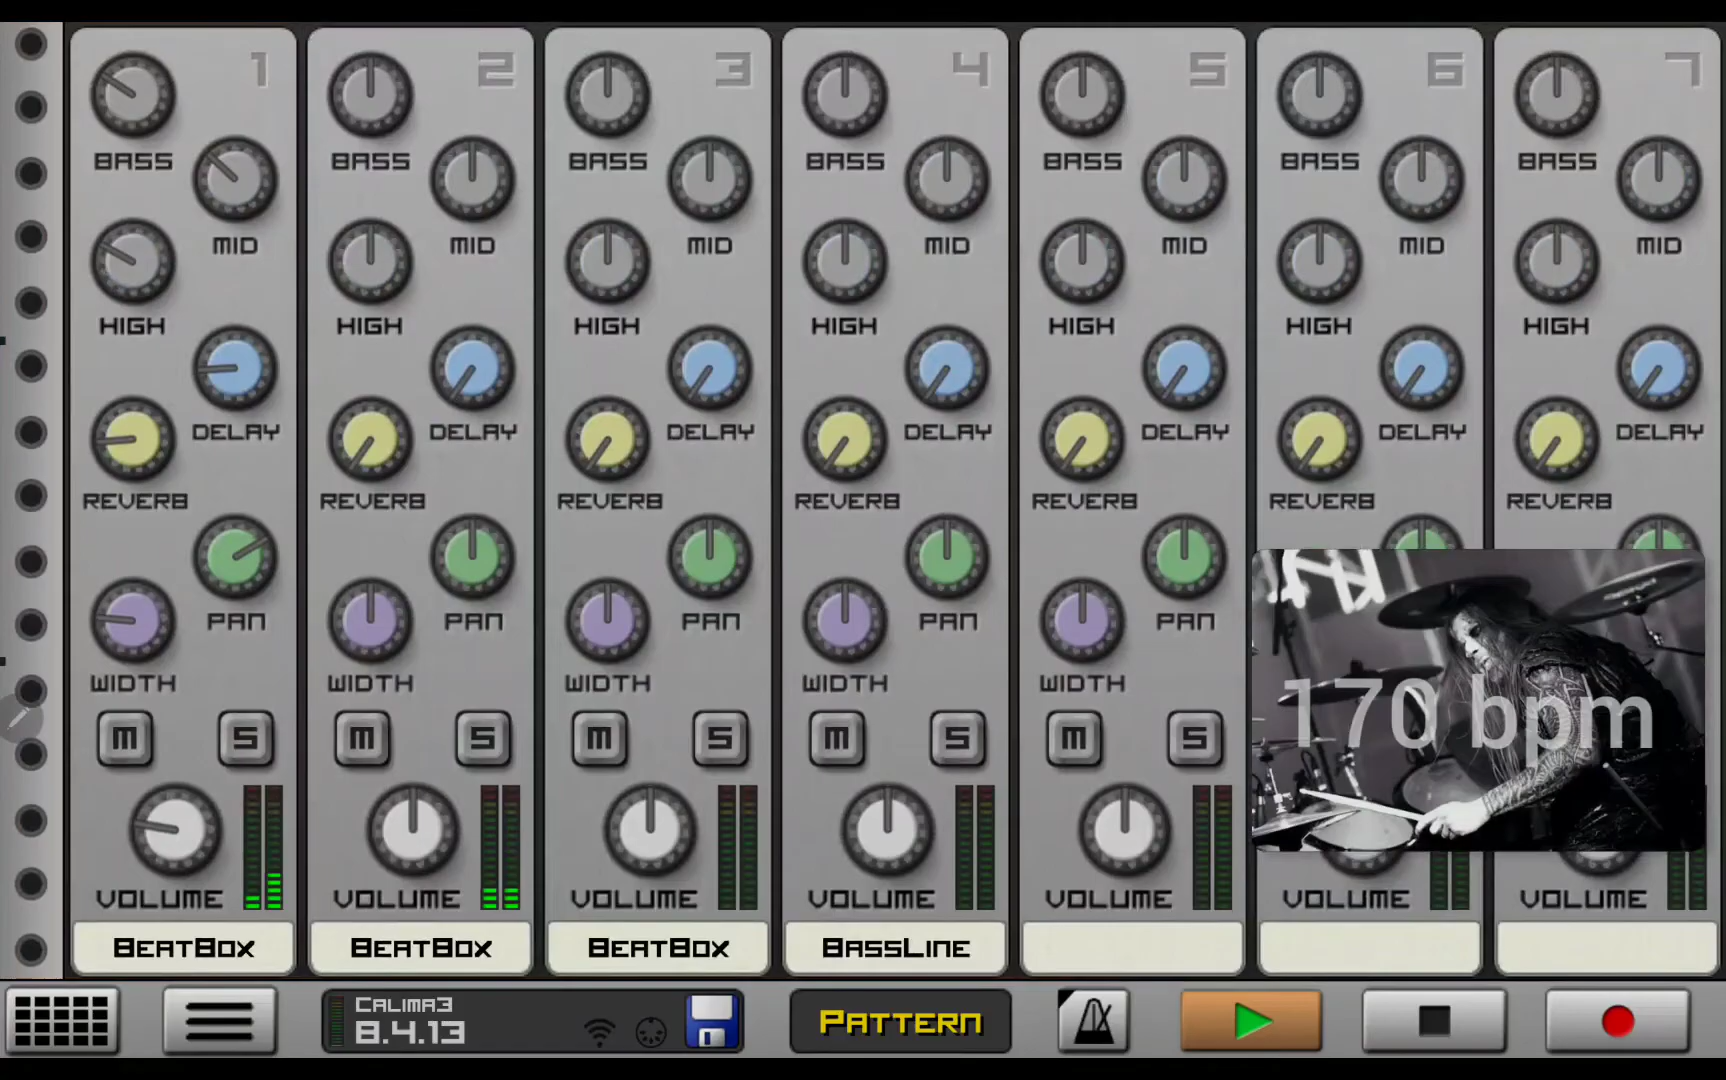 1 2 3 4 5 6 7
BASS BASS BASS BASS BASS BASS BASS
MID MID MID MID MID MID MID
HIGH HIGH HIGH HIGH HIGH HIGH HIGH
DELAY DELAY DELAY DELAY DELAY DELAY DELAY
REVERB REVERB REVERB REVERB REVERB REVERB REVERB
PAN PAN PAN PAN PAN
WIDTH WIDTH WIDTH WIDTH WIDTH
M S M S M S M S M S
170 bpm
VOLUME VOLUME VOLUME VOLUME VOLUME VOLUME VOLUME
BEATBOX BEATBOX BEATBOX BASSLINE
CALIMA3
8.4.13
PATTERN